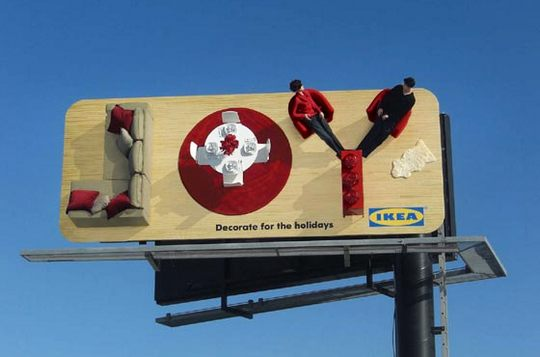 Decorate for the holidays
IKEA